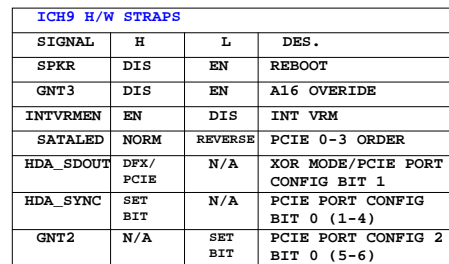 ICH9 H/W STRAPS
SIGNAL H L DES.
SPKR DIS EN REBOOT
GNT3 DIS EN A16 OVERIDE
INTVRMEN EN DIS INT VRM
SATALED NORM REVERSE PCIE 0-3 ORDER
HDA_SDOUT DFX/ PCIE N/A XOR MODE/PCIE PORT
CONFIG BIT 1
HDA_SYNC SET BIT N/A PCIE PORT CONFIG
BIT 0 (1-4)
GNT2 N/A SET BIT PCIE PORT CONFIG 2
BIT 0 (5-6)